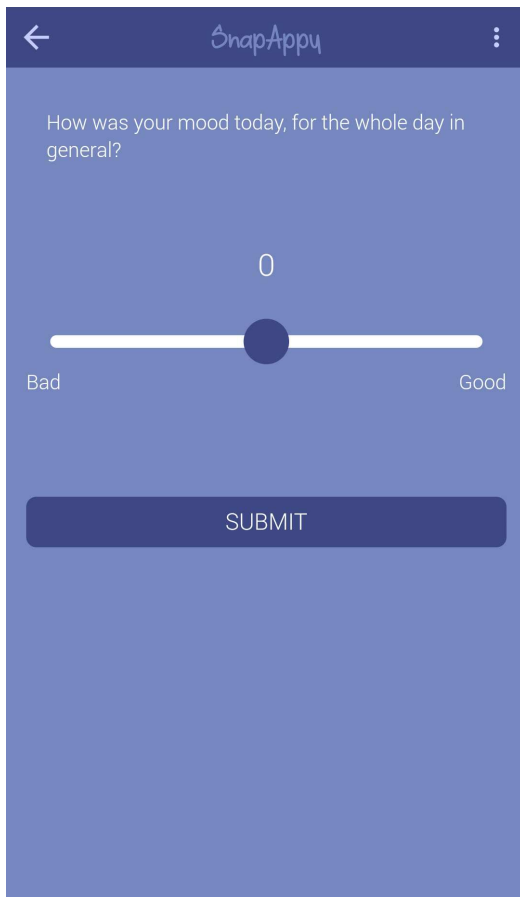 SnapAppy
How was your mood today, for the whole day in
general?
0
Bad
Good
SUBMIT